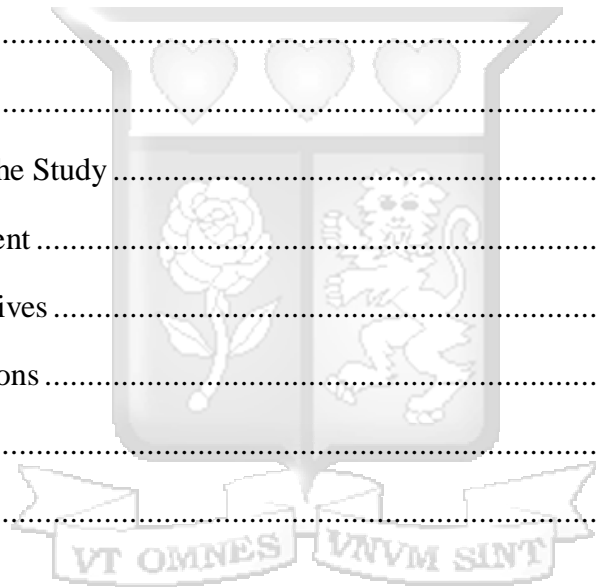 ................................................................
................................................................
he Study................................................................
ent ................................................................
ives ................................................................
ons ................................................................
................................................................
................................................................
VT OMNES VNVM SINT